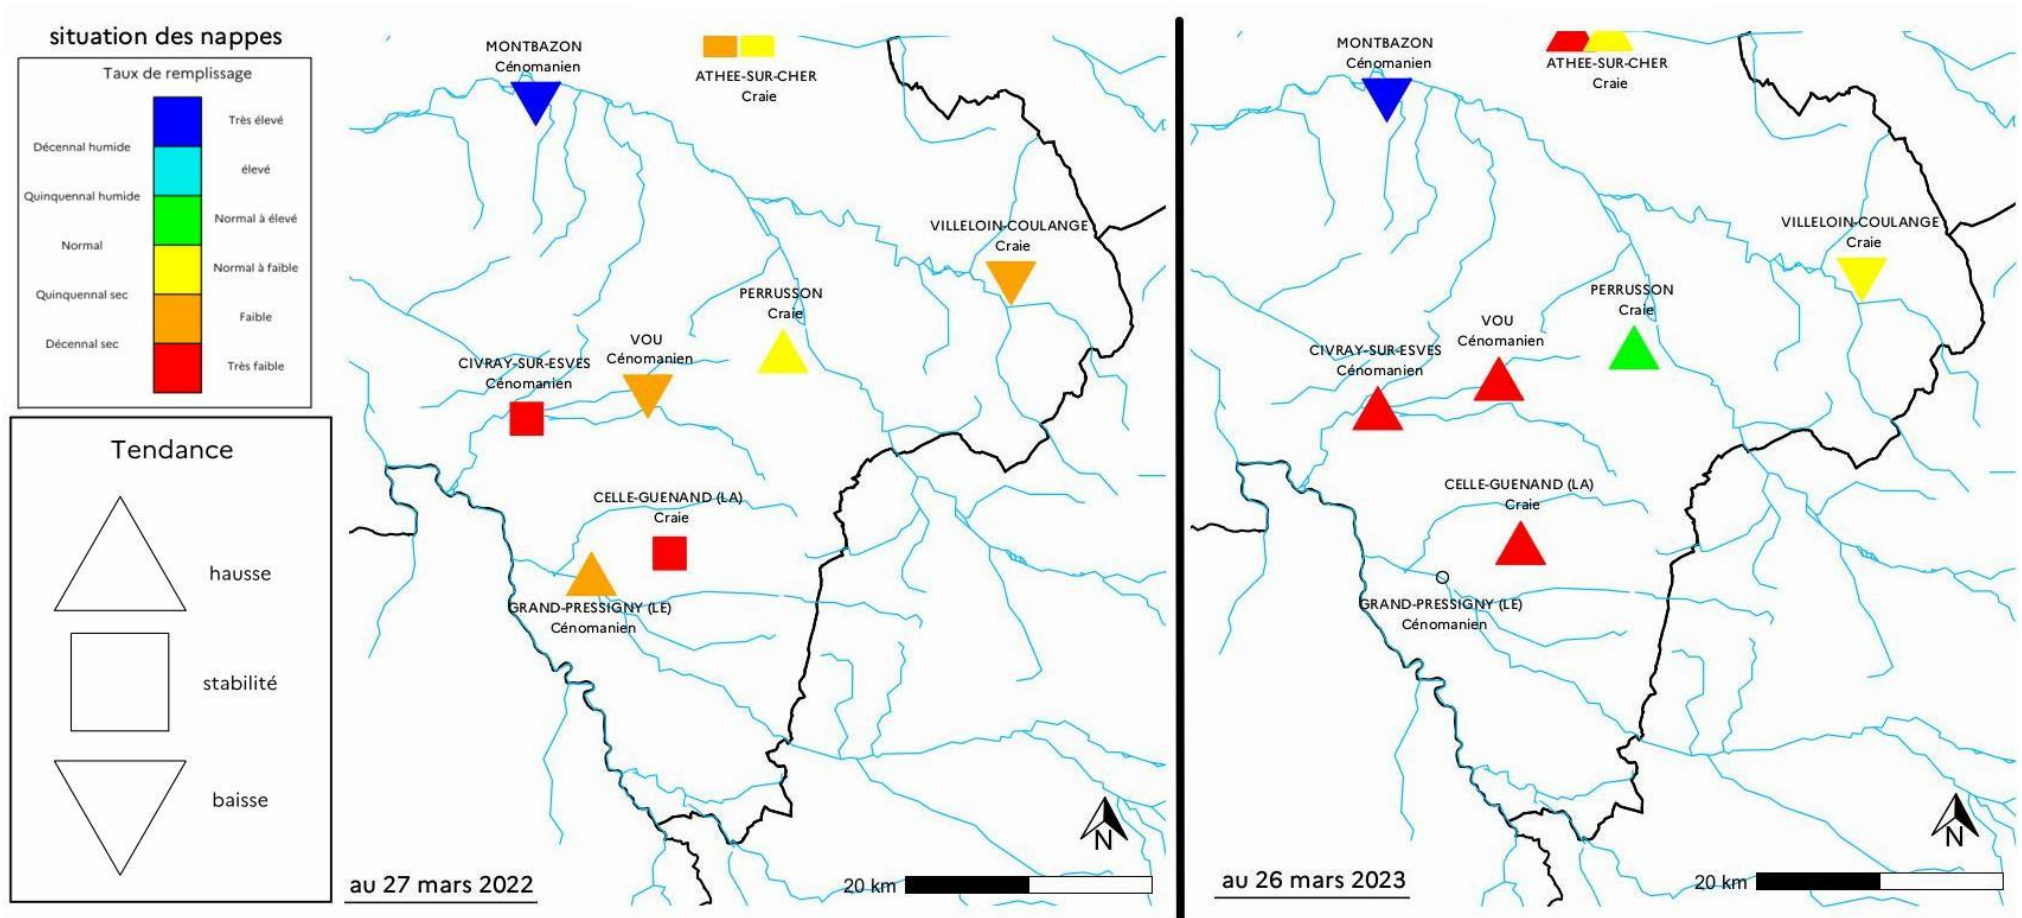 situation des nappes
Taux de remplissage
Très élevé
Décennal humide
élevé
Quinquennal humide
Normal à élevé
Normal
Normal à faible
Quinquennal sec
Faible
Décennal sec
Très faible
Tendance
hausse
stabilité
baisse
MONTBAZON
Cénomanien
ATHEE-SUR-CHER
Craie
VILLELOIN-COULANGE
Craie
PERRUSSON
Craie
VOU
Cénomanien
CIVRAY-SUR-ESVES
Cénomanien
CELLE-GUENAND (LA)
Craie
GRAND-PRESSIGNY (LE)
Cénomanien
N
au 27 mars 2022
20 km
MONTBAZON
Cénomanien
ATHEE-SUR-CHER
Craie
VILLELOIN-COULANGE
Craie
PERRUSSON
Craie
VOU
Cénomanien
CIVRAY-SUR-ESVES
Cénomanien
CELLE-GUENAND (LA)
Craie
GRAND-PRESSIGNY (LE)
Cénomanien
N
au 26 mars 2023
20 km